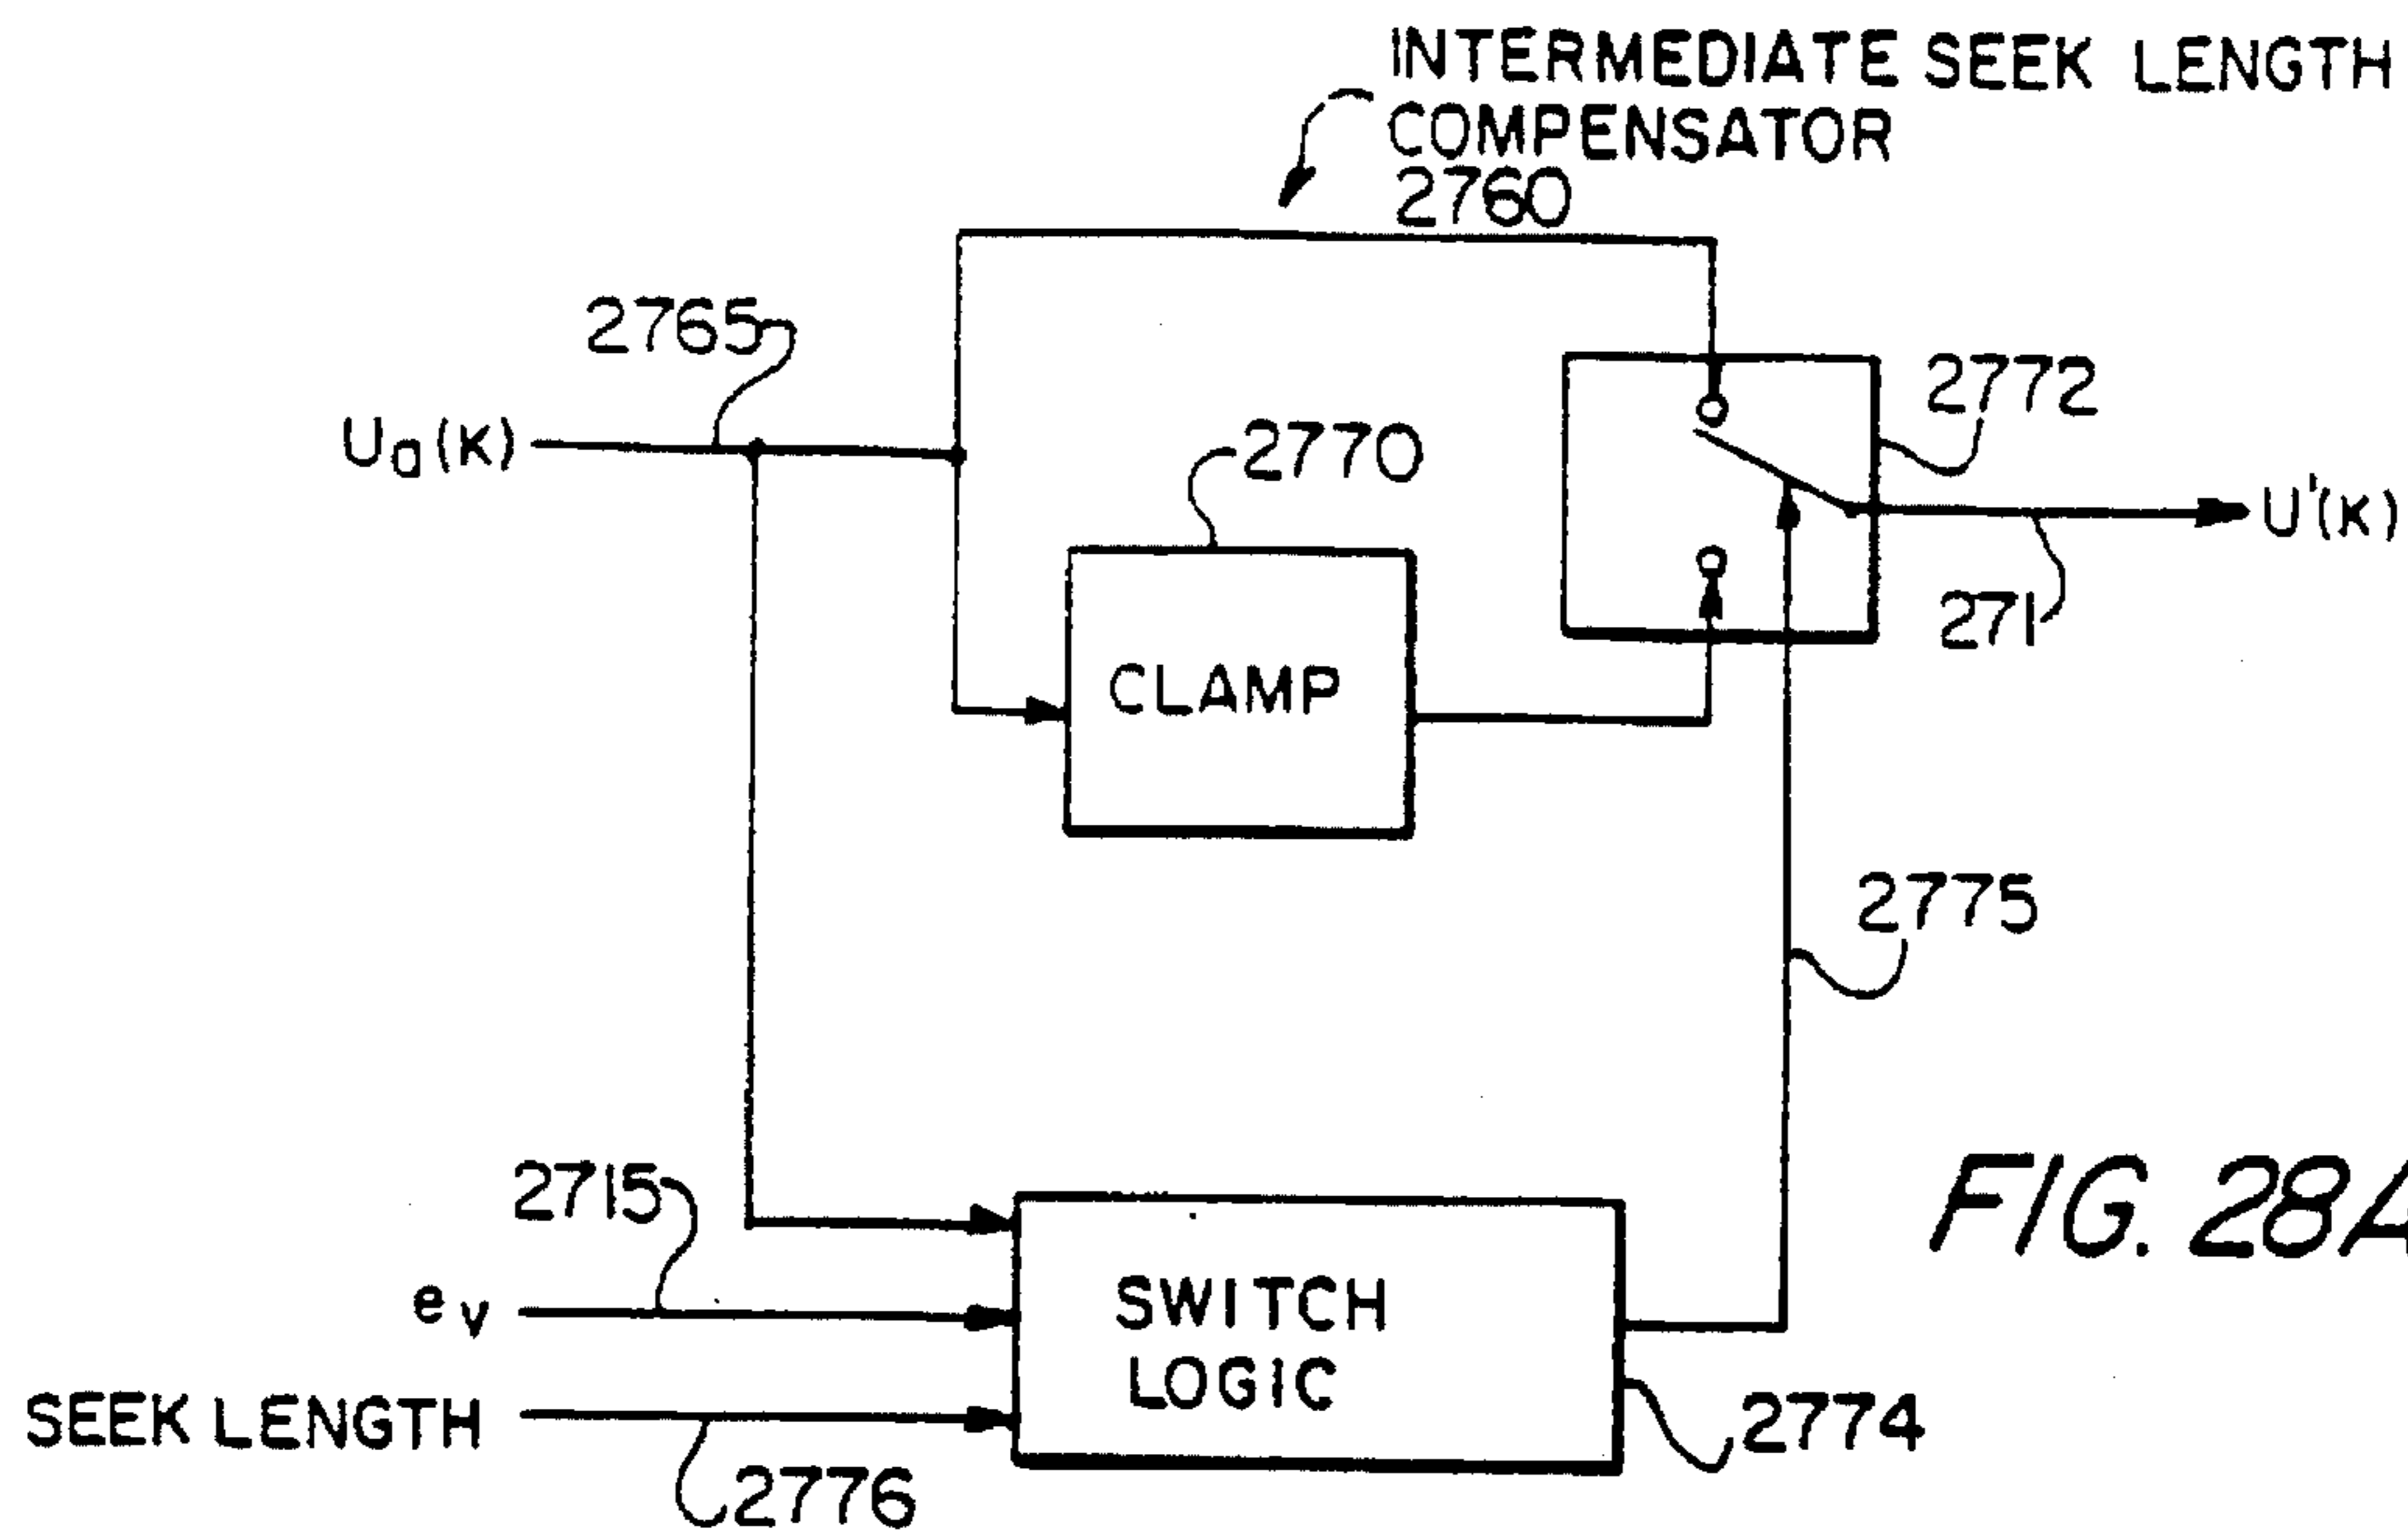 INTERMEDIATE SEEK LENGTH
COMPENSATOR
2760
2765
Ua(K)
2770
2772
U'(K)
271
CLAMP
2775
2715
FIG. 28A
ev
SWITCH
LOGIC
SEEK LENGTH
2774
2776